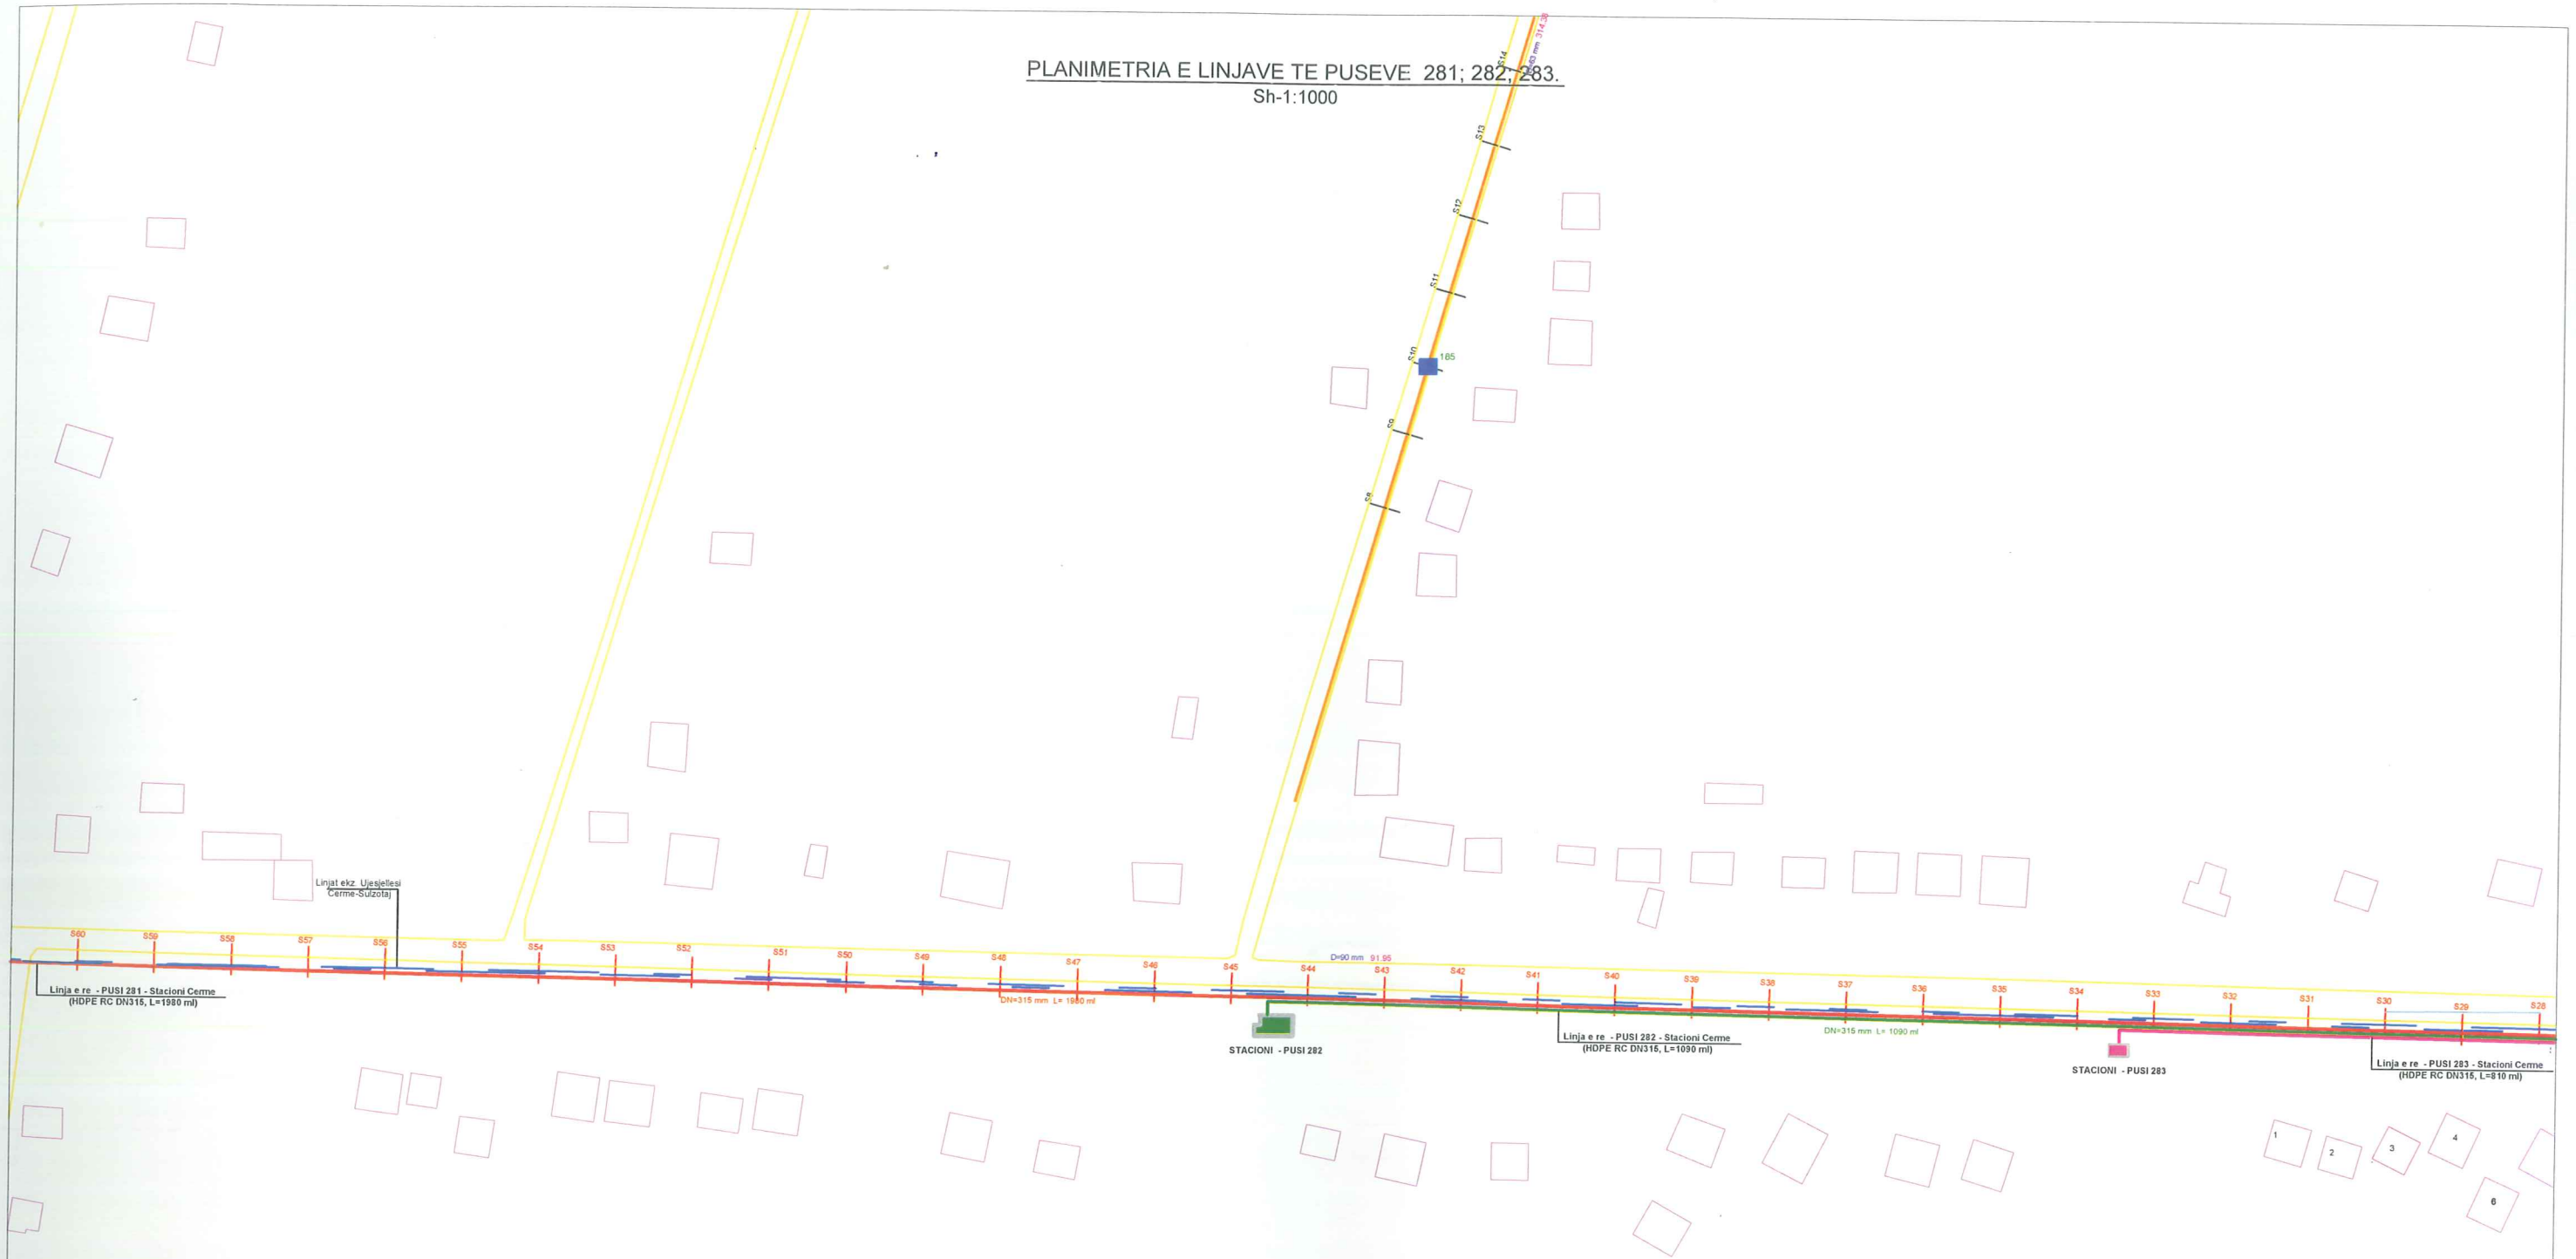 PLANIMETRIA E LINJAVE TE PUSEVE 281; 282; 283.
Sh-1:1000
S14
mm 314.36
S13
S12
S11
S10
165
S9
S8
Linjat ekz. Ujesjellesi
Cerme-Sulzotaj
S60
S59
S58
S57
S56
S55
S54
S53
S52
S51
S50
S49
S48
S47
S46
S45
S44
S43
S42
S41
S40
S39
S38
S37
S36
S35
S34
S33
S32
S31
S30
S29
S28
D=90 mm 91.95
Linja e re - PUSI 281 - Stacioni Cerme
(HDPE RC DN315, L=1980 ml)
DN=315 mm L= 1980 ml
STACIONI - PUSI 282
Linja e re - PUSI 282 - Stacioni Cerme
(HDPE RC DN315, L=1090 ml)
DN=315 mm L= 1090 ml
STACIONI - PUSI 283
Linja e re - PUSI 283 - Stacioni Cerme
(HDPE RC DN315, L=810 ml)
1
2
3
4
6